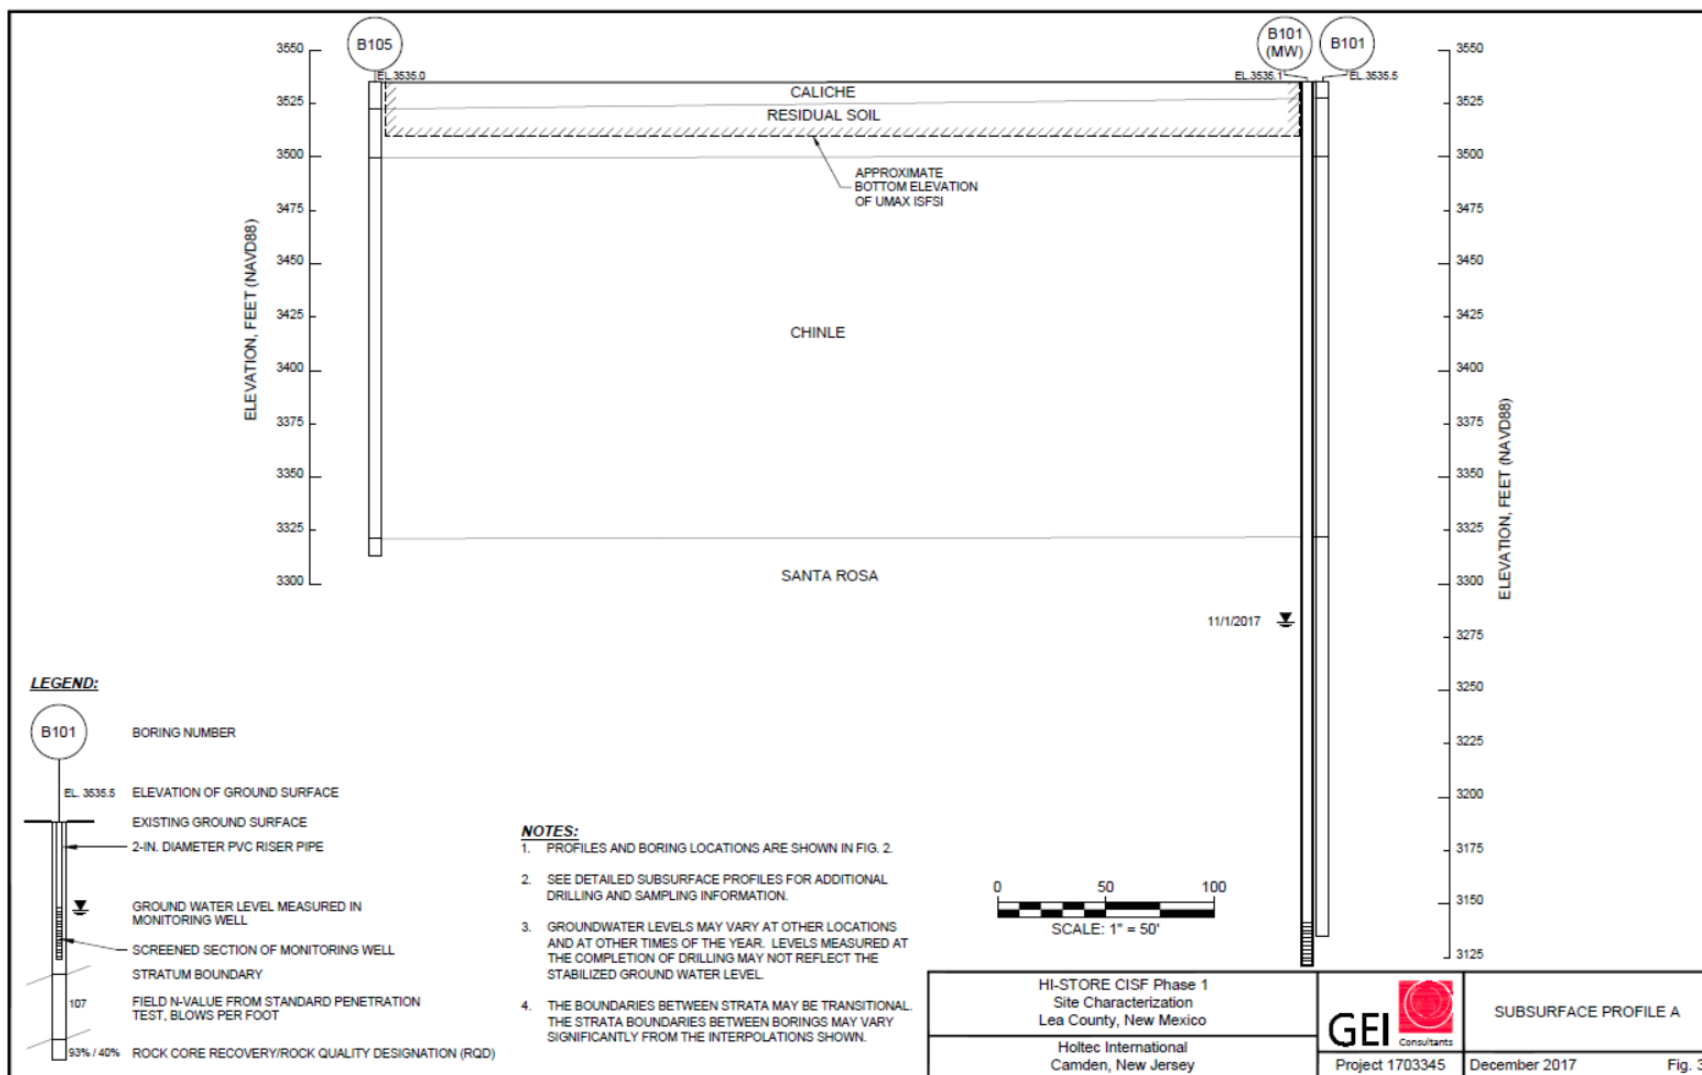 B105
B101
(MW)
B101
EL.3535.0
EL.3535.1
EL.3535.5
3550
3525
3500
3475
3450
3425
3400
3375
3350
3325
3300
ELEVATION, FEET (NAVD88)
CALICHE
RESIDUAL SOIL
APPROXIMATE
BOTTOM ELEVATION
OF UMAX ISFSI
CHINLE
SANTA ROSA
11/1/2017
3550
3525
3500
3475
3450
3425
3400
3375
3350
3325
3300
3275
3250
3225
3200
3175
3150
3125
ELEVATION, FEET (NAVD88)
LEGEND:
B101
BORING NUMBER
EL. 3535.5
ELEVATION OF GROUND SURFACE
EXISTING GROUND SURFACE
2-IN. DIAMETER PVC RISER PIPE
GROUND WATER LEVEL MEASURED IN
MONITORING WELL
SCREENED SECTION OF MONITORING WELL
STRATUM BOUNDARY
107
FIELD N-VALUE FROM STANDARD PENETRATION
TEST, BLOWS PER FOOT
93% / 40%
ROCK CORE RECOVERY/ROCK QUALITY DESIGNATION (RQD)
NOTES:
1. PROFILES AND BORING LOCATIONS ARE SHOWN IN FIG. 2.
2. SEE DETAILED SUBSURFACE PROFILES FOR ADDITIONAL
DRILLING AND SAMPLING INFORMATION.
3. GROUNDWATER LEVELS MAY VARY AT OTHER LOCATIONS
AND AT OTHER TIMES OF THE YEAR. LEVELS MEASURED AT
THE COMPLETION OF DRILLING MAY NOT REFLECT THE
STABILIZED GROUND WATER LEVEL.
4. THE BOUNDARIES BETWEEN STRATA MAY BE TRANSITIONAL.
THE STRATA BOUNDARIES BETWEEN BORINGS MAY VARY
SIGNIFICANTLY FROM THE INTERPOLATIONS SHOWN.
0 50 100
SCALE: 1" = 50'
HI-STORE CISF Phase 1
Site Characterization
Lea County, New Mexico
Holtec International
Camden, New Jersey
GEI Consultants
Project 1703345
SUBSURFACE PROFILE A
December 2017
Fig. 3